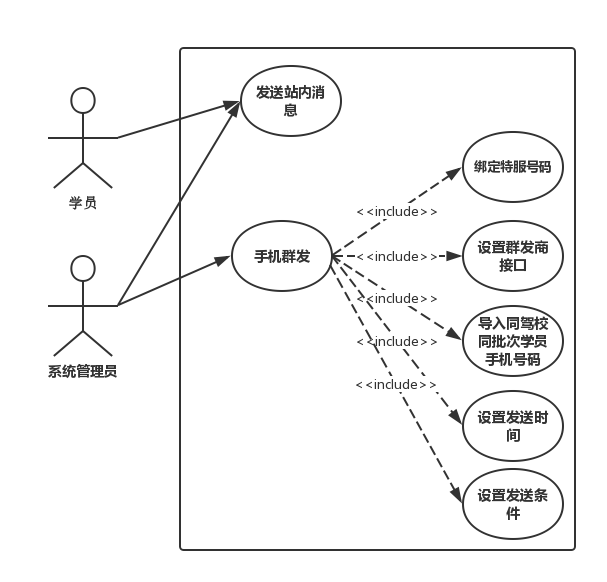 发送站内消
息
学员
绑定特服号码
<<include>>
手机群发
<<include>>
设置群发商
接口
<<include>>
导入同驾校
同批次学员
手机号码
<<include>>
系统管理员
<<include>>
设置发送时
间
设置发送条
件